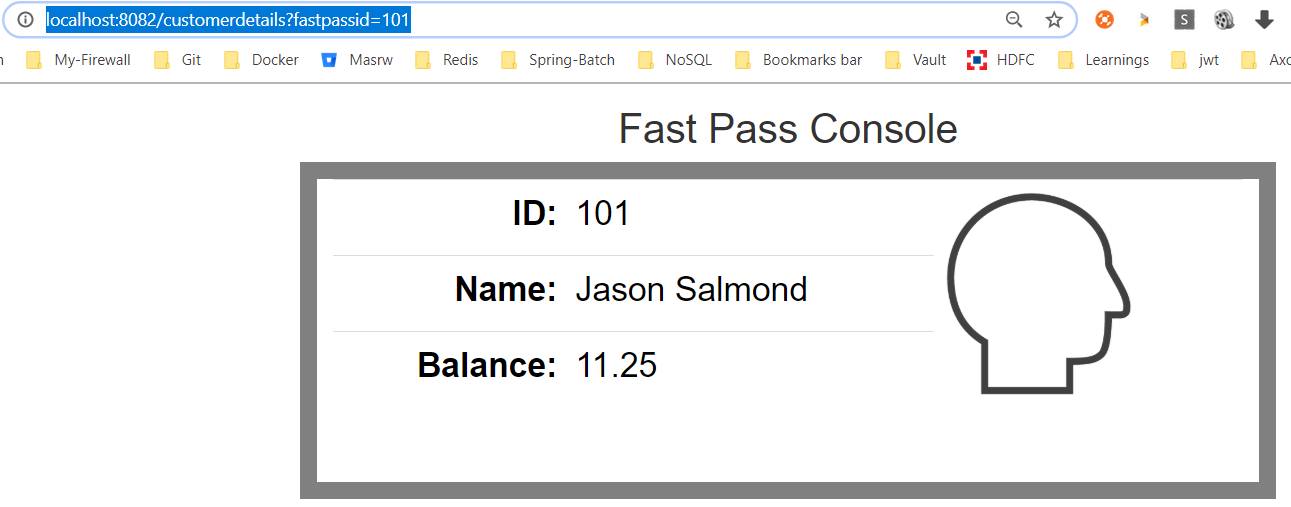 localhost:8082/customerdetails?fastpassid=101
S
My-Firewall Git Docker Masrw Redis Spring-Batch NoSQL Bookmarks bar Vault HDFC Learnings jwt
Fast Pass Console
ID: 101
Name: Jason Salmond
Balance: 11.25